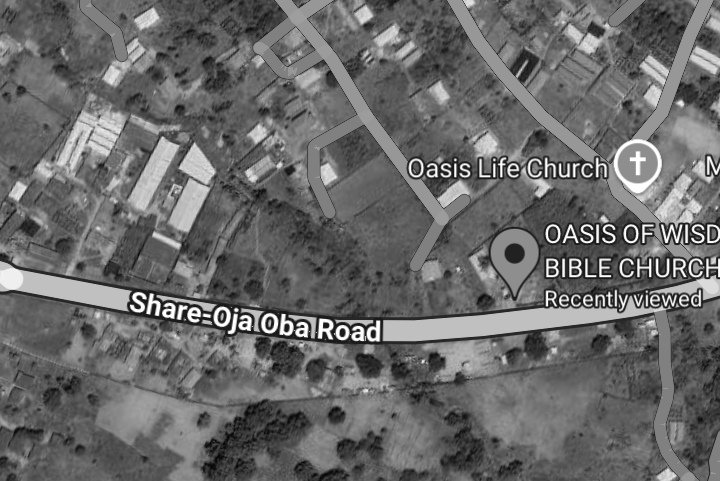 Oasis Life Church
M
OASIS OF WISD
BIBLE CHURCH
Recently viewed
Share-Oja Oba Road